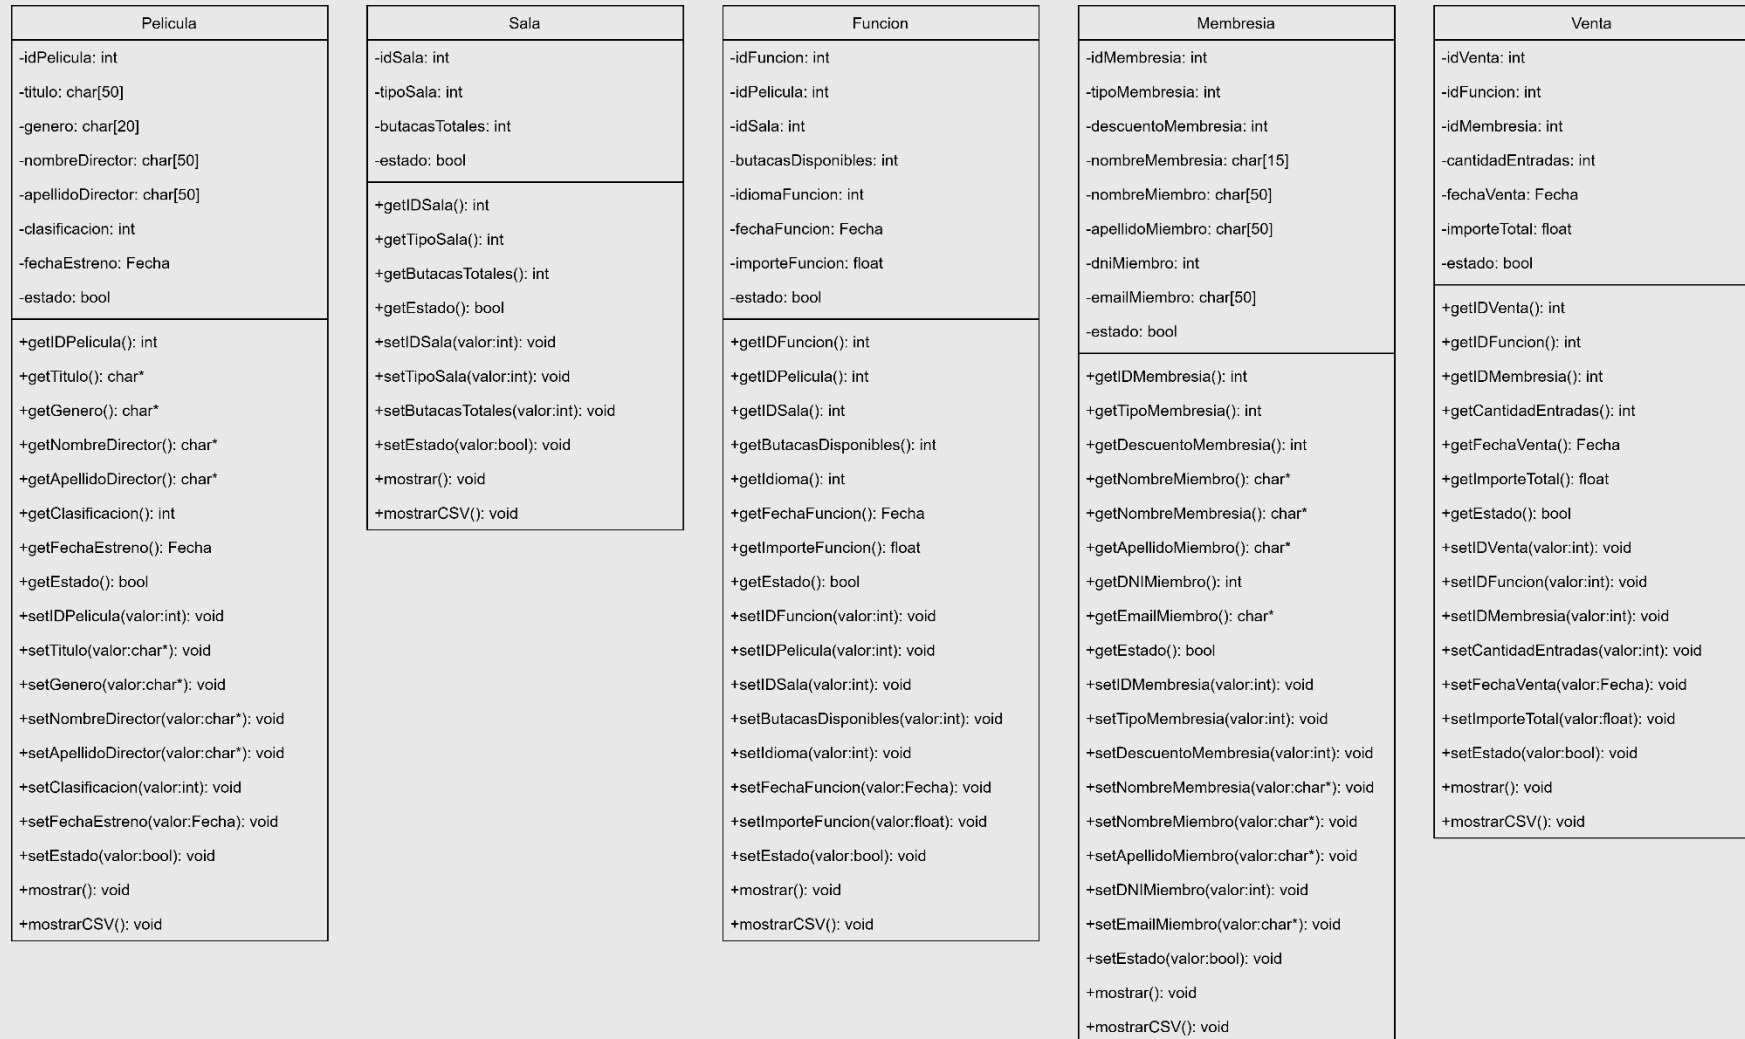 Pelicula
-idPelicula: int
-titulo: char[50]
-genero: char[20]
-nombreDirector: char[50]
-apellidoDirector: char[50]
-clasificacion: int
-fechaEstreno: Fecha
-estado: bool
+getIDPelicula(): int
+getTitulo(): char*
+getGenero(): char*
+getNombreDirector(): char*
+getApellidoDirector(): char*
+getClasificacion(): int
+getFechaEstreno(): Fecha
+getEstado(): bool
+setIDPelicula(valor:int): void
+setTitulo(valor:char*): void
+setGenero(valor:char*): void
+setNombreDirector(valor:char*): void
+setApellidoDirector(valor:char*): void
+setClasificacion(valor:int): void
+setFechaEstreno(valor:Fecha): void
+setEstado(valor:bool): void
+mostrar(): void
+mostrarCSV(): void
Sala
-idSala: int
-tipoSala: int
-butacasTotales: int
-estado: bool
+getIDSala(): int
+getTipoSala(): int
+getButacasTotales(): int
+getEstado(): bool
+setIDSala(valor:int): void
+setTipoSala(valor:int): void
+setButacasTotales(valor:int): void
+setEstado(valor:bool): void
+mostrar(): void
+mostrarCSV(): void
Funcion
-idFuncion: int
-idPelicula: int
-idSala: int
-butacasDisponibles: int
-idiomaFuncion: int
-fechaFuncion: Fecha
-importeFuncion: float
-estado: bool
+getIDFuncion(): int
+getIDPelicula(): int
+getIDSala(): int
+getButacasDisponibles(): int
+getIdioma(): int
+getFechaFuncion(): Fecha
+getImporteFuncion(): float
+getEstado(): bool
+setIDFuncion(valor:int): void
+setIDPelicula(valor:int): void
+setIDSala(valor:int): void
+setButacasDisponibles(valor:int): void
+setIdioma(valor:int): void
+setFechaFuncion(valor:Fecha): void
+setImporteFuncion(valor:float): void
+setEstado(valor:bool): void
+mostrar(): void
+mostrarCSV(): void
Membresia
-idMembresia: int
-tipoMembresia: int
-descuentoMembresia: int
-nombreMembresia: char[15]
-nombreMiembro: char[50]
-apellidoMiembro: char[50]
-dniMiembro: int
-emailMiembro: char[50]
-estado: bool
+getIDMembresia(): int
+getTipoMembresia(): int
+getDescuentoMembresia(): int
+getNombreMiembro(): char*
+getNombreMembresia(): char*
+getApellidoMiembro(): char*
+getDNIMiembro(): int
+getEmailMiembro(): char*
+getEstado(): bool
+setIDMembresia(valor:int): void
+setTipoMembresia(valor:int): void
+setDescuentoMembresia(valor:int): void
+setNombreMembresia(valor:char*): void
+setNombreMiembro(valor:char*): void
+setApellidoMiembro(valor:char*): void
+setDNIMiembro(valor:int): void
+setEmailMiembro(valor:char*): void
+setEstado(valor:bool): void
+mostrar(): void
+mostrarCSV(): void
Venta
-idVenta: int
-idFuncion: int
-idMembresia: int
-cantidadEntradas: int
-fechaVenta: Fecha
-importeTotal: float
-estado: bool
+getIDVenta(): int
+getIDFuncion(): int
+getIDMembresia(): int
+getCantidadEntradas(): int
+getFechaVenta(): Fecha
+getImporteTotal(): float
+getEstado(): bool
+setIDVenta(valor:int): void
+setIDFuncion(valor:int): void
+setIDMembresia(valor:int): void
+setCantidadEntradas(valor:int): void
+setFechaVenta(valor:Fecha): void
+setImporteTotal(valor:float): void
+setEstado(valor:bool): void
+mostrar(): void
+mostrarCSV(): void